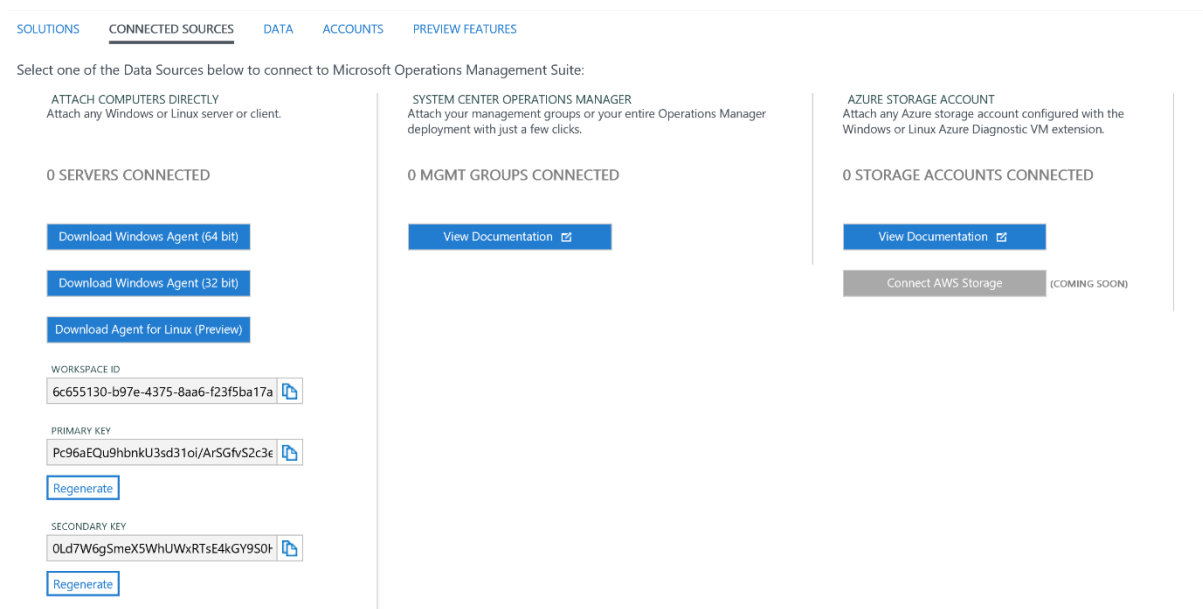 SOLUTIONS CONNECTED SOURCES DATA ACCOUNTS PREVIEW FEATURES
Select one of the Data Sources below to connect to Microsoft Operations Management Suite:
ATTACH COMPUTERS DIRECTLY
Attach any Windows or Linux server or client.
0 SERVERS CONNECTED
Download Windows Agent (64 bit)
Download Windows Agent (32 bit)
Download Agent for Linux (Preview)
WORKSPACE ID
6c655130-b97e-4375-8aa6-f23f5ba17a
PRIMARY KEY
Pc96aEQu9hbnkU3sd31oi/ArSGfvS2c3e
Regenerate
SECONDARY KEY
0Ld7W6gSmeX5WhUWxRTsE4kGY9S0H
Regenerate
SYSTEM CENTER OPERATIONS MANAGER
Attach your management groups or your entire Operations Manager
deployment with just a few clicks.
0 MGMT GROUPS CONNECTED
View Documentation
AZURE STORAGE ACCOUNT
Attach any Azure storage account configured with the
Windows or Linux Azure Diagnostic VM extension.
0 STORAGE ACCOUNTS CONNECTED
View Documentation
Connect AWS Storage (COMING SOON)